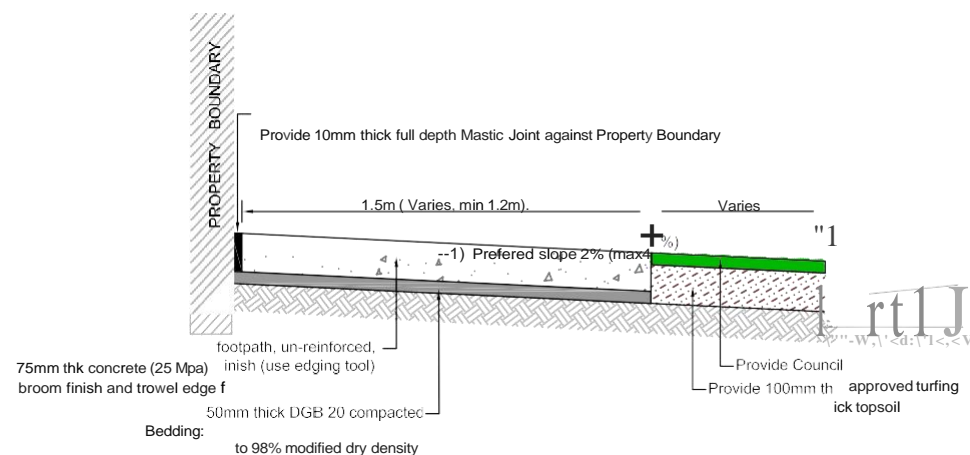 PROPERTY BOUNDARY
Provide 10mm thick full depth Mastic Joint against Property Boundary
1.5m ( Varies, min 1.2m).
Varies
"1
--1) Prefered slope 2% (max4 %)
footpath, un-reinforced,
75mm thk concrete (25 Mpa) inish (use edging tool)
broom finish and trowel edge f
50mm thick DGB 20 compacted
Bedding:
to 98% modified dry density
Provide Council
Provide 100mm th approved turfing
ick topsoil